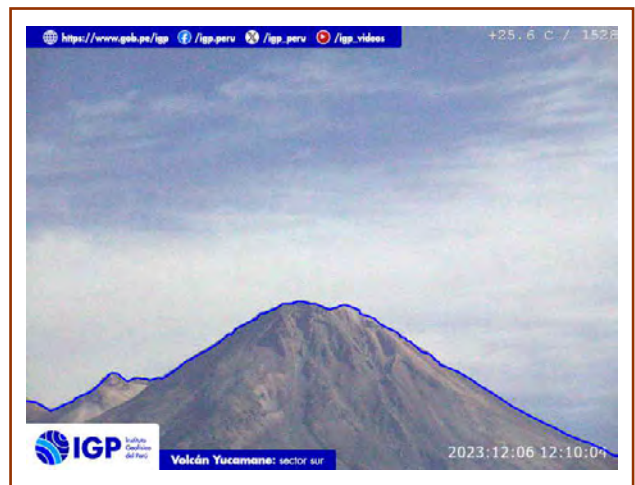 https://www.gob.pe/igp /igp.peru /igp_peru /igp_videos
+25.6 C / 1528
IGP
Instituto
Geofísico
del Perú
Volcán Yucamane: sector sur
2023:12:06 12:10:04